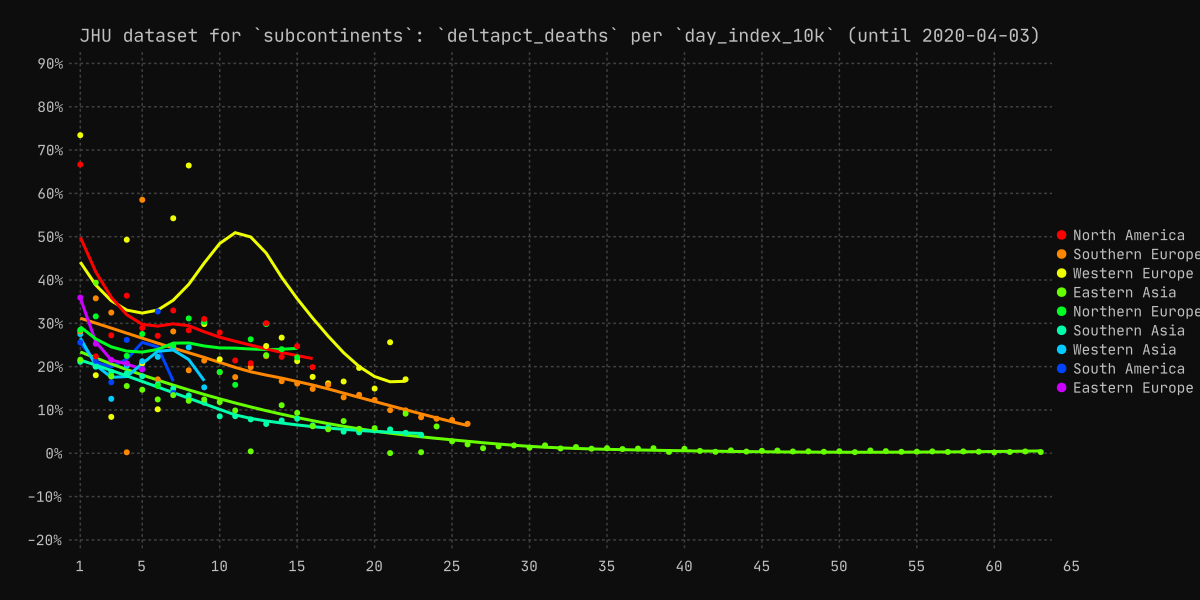 JHU dataset for `subcontinents`: `deltapct_deaths` per `day_index_10k` (until 2020-04-03)
90%
80%
70%
60%
50%
40%
30%
20%
10%
0%
-10%
-20%
1 5 10 15 20 25 30 35 40 45 50 55 60 65
North America
Southern Europe
Western Europe
Eastern Asia
Northern Europe
Southern Asia
Western Asia
South America
Eastern Europe